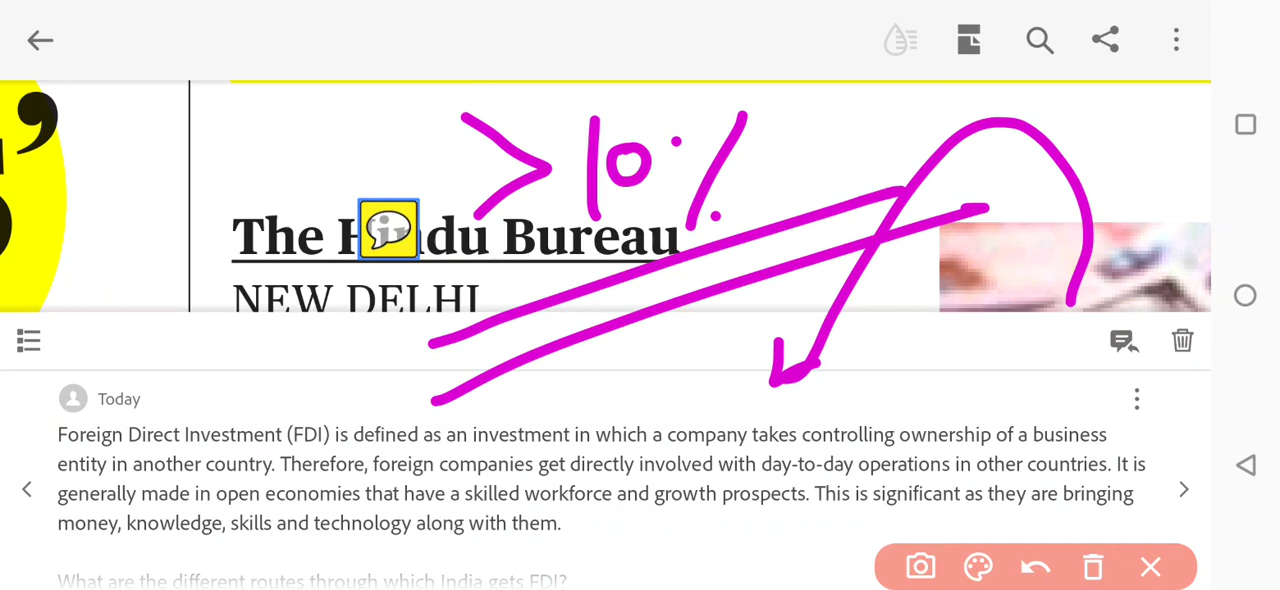 >10%
The Hindu Bureau
NEW DELHI
Today
Foreign Direct Investment (FDI) is defined as an investment in which a company takes controlling ownership of a business
entity in another country. Therefore, foreign companies get directly involved with day-to-day operations in other countries. It is
generally made in open economies that have a skilled workforce and growth prospects. This is significant as they are bringing
money, knowledge, skills and technology along with them.
What are the different routes through which India gets FDI?